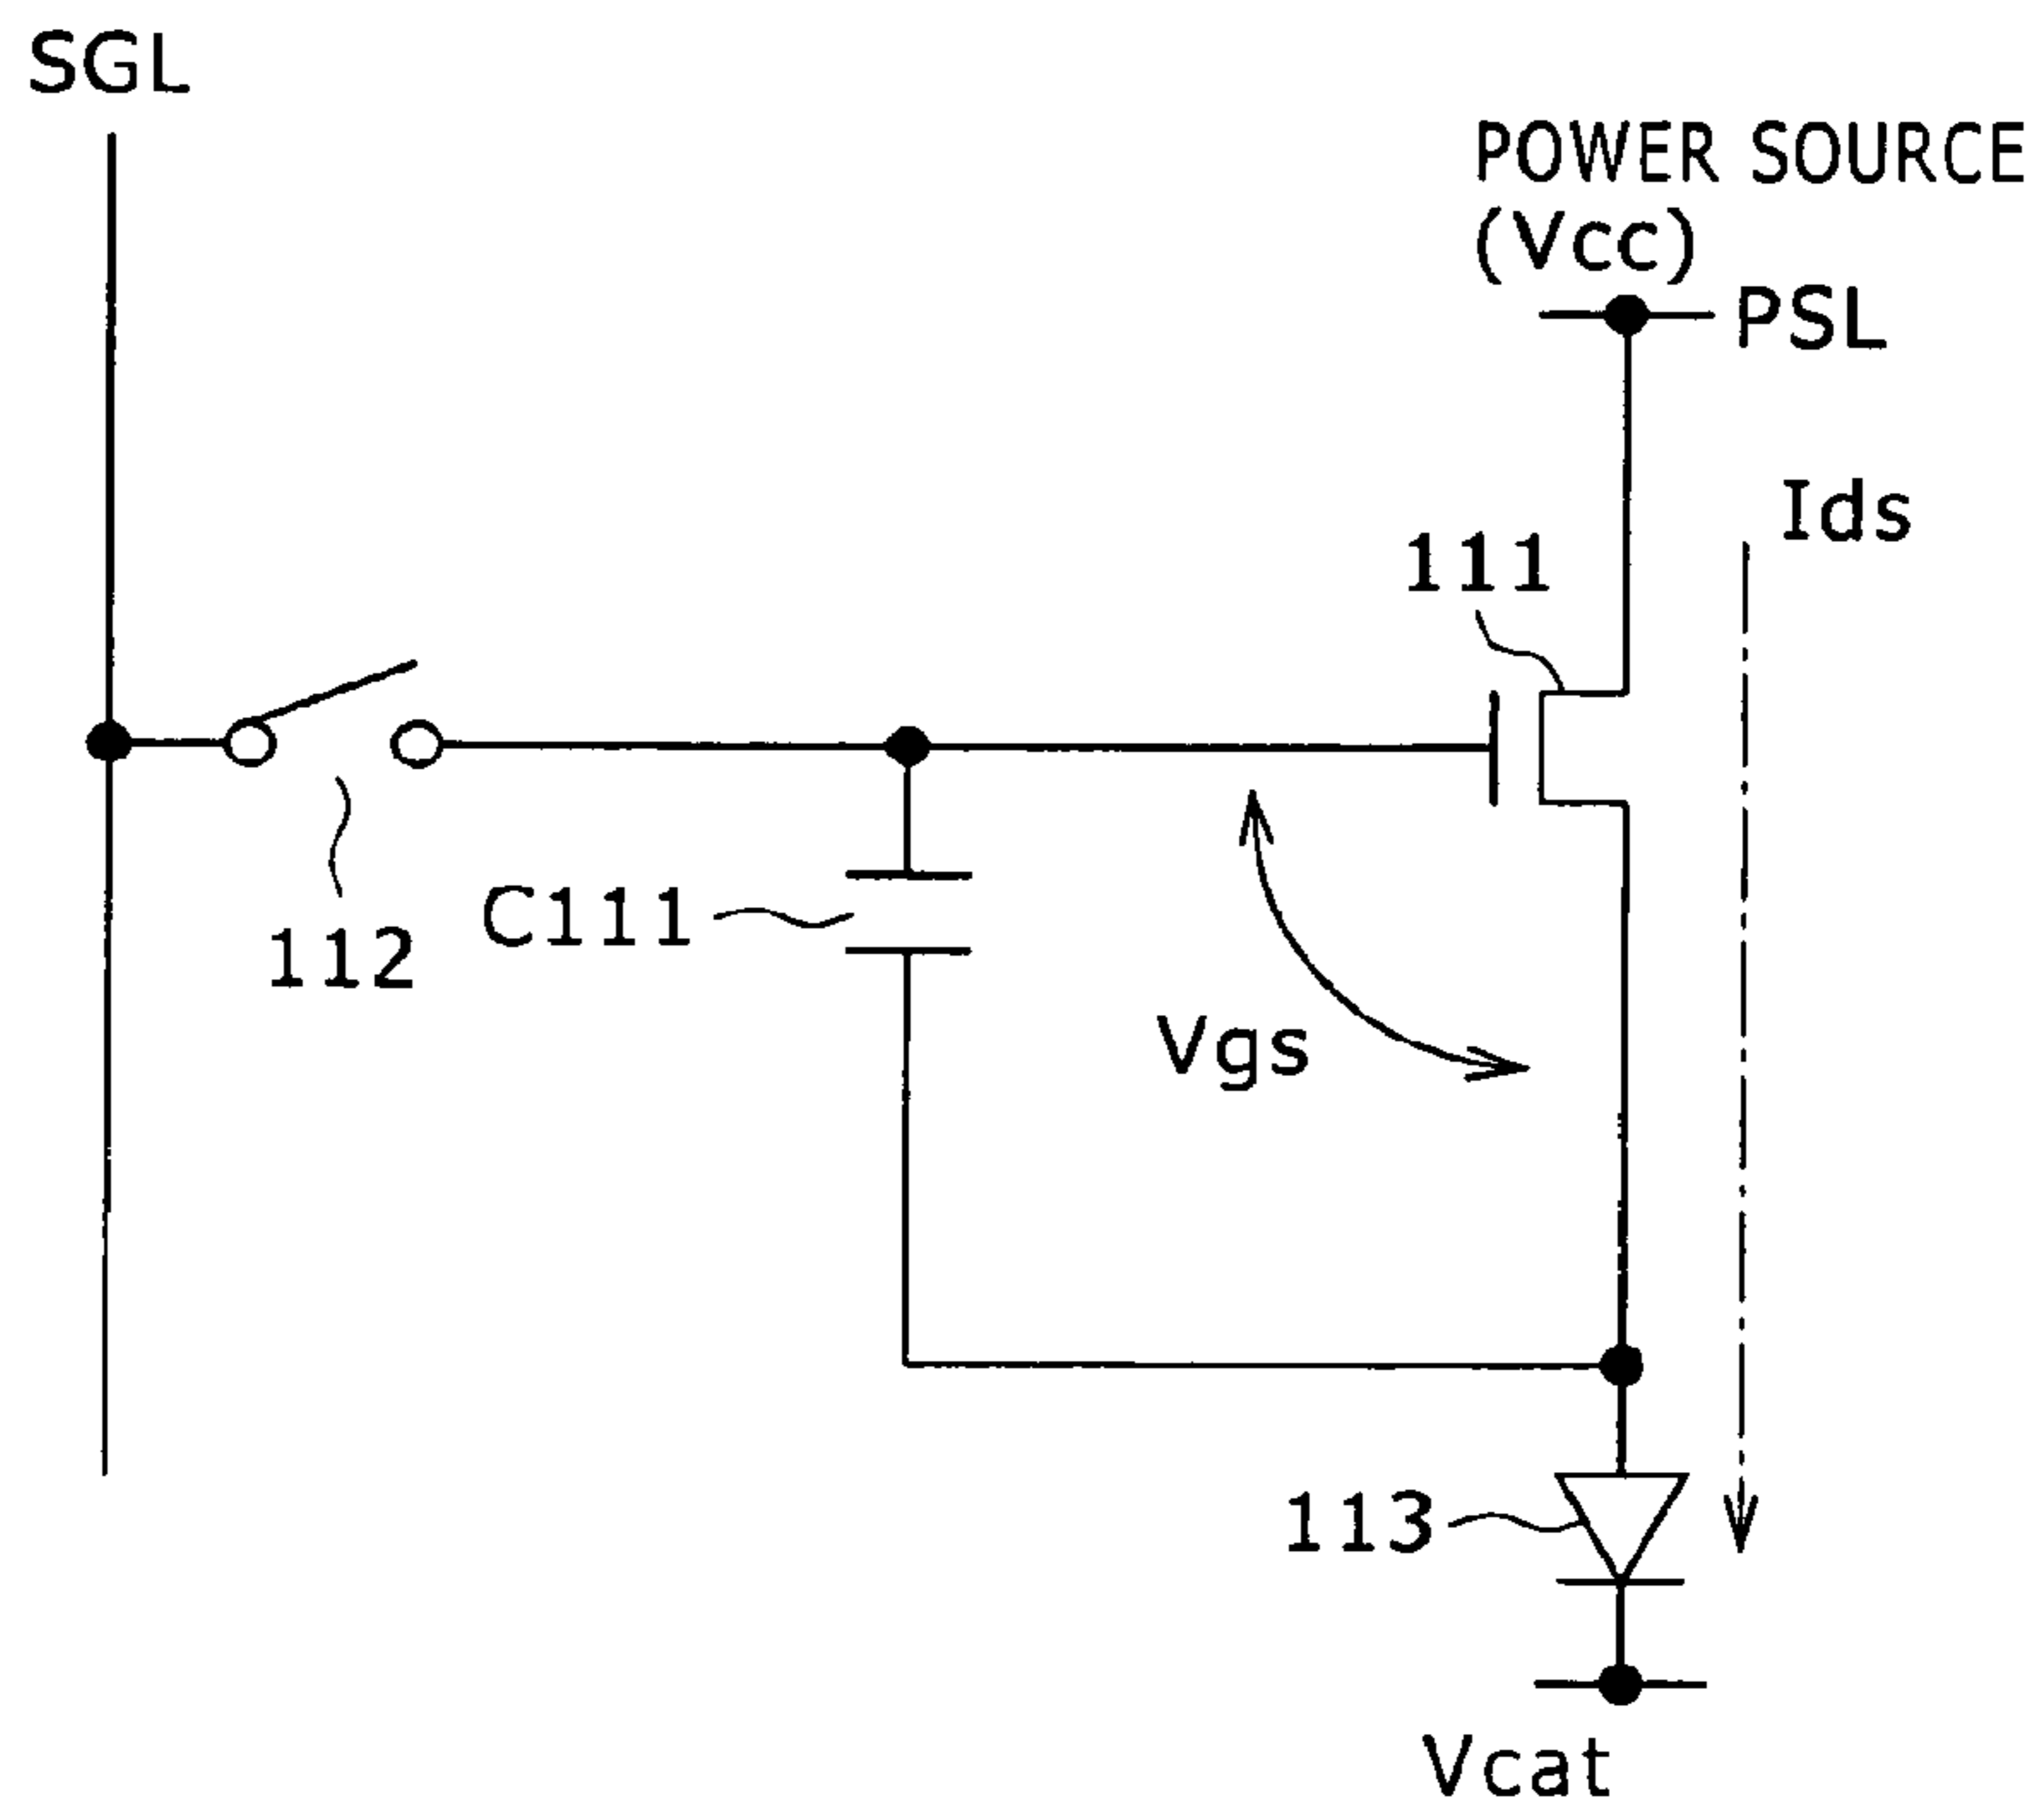 SGL
POWER SOURCE
(Vcc)
PSL
Ids
111
112
C111
Vgs
113
Vcat